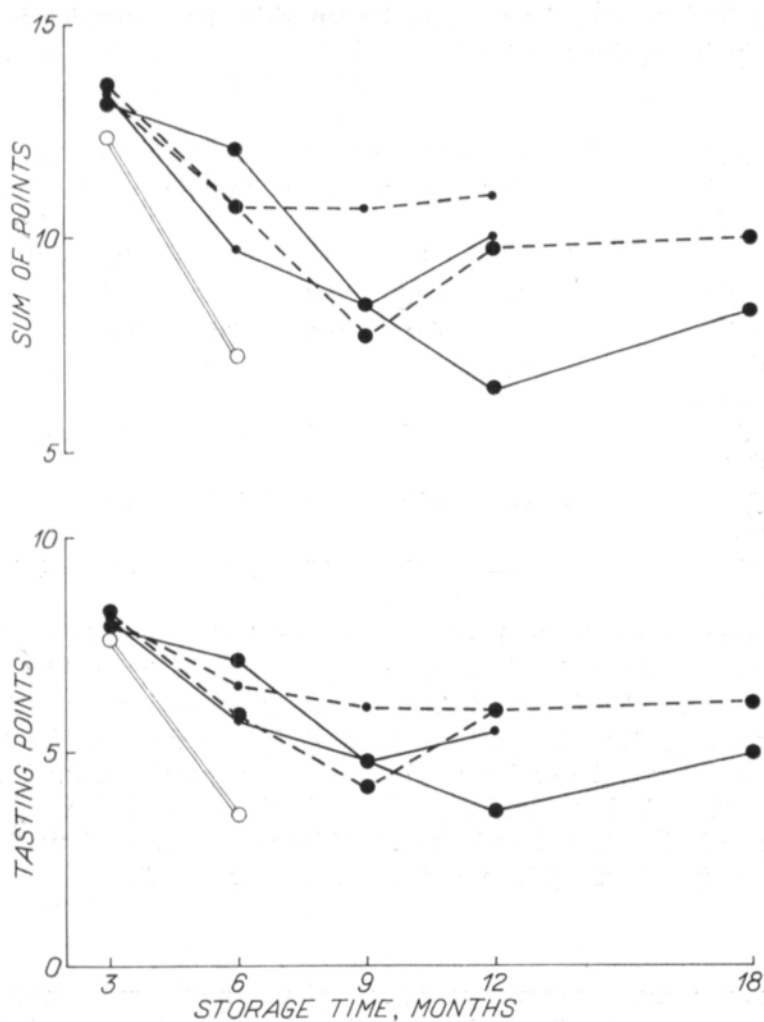 15
10
5
SUM OF POINTS
10
5
0
TASTING POINTS
3 6 9 12 18
STORAGE TIME, MONTHS